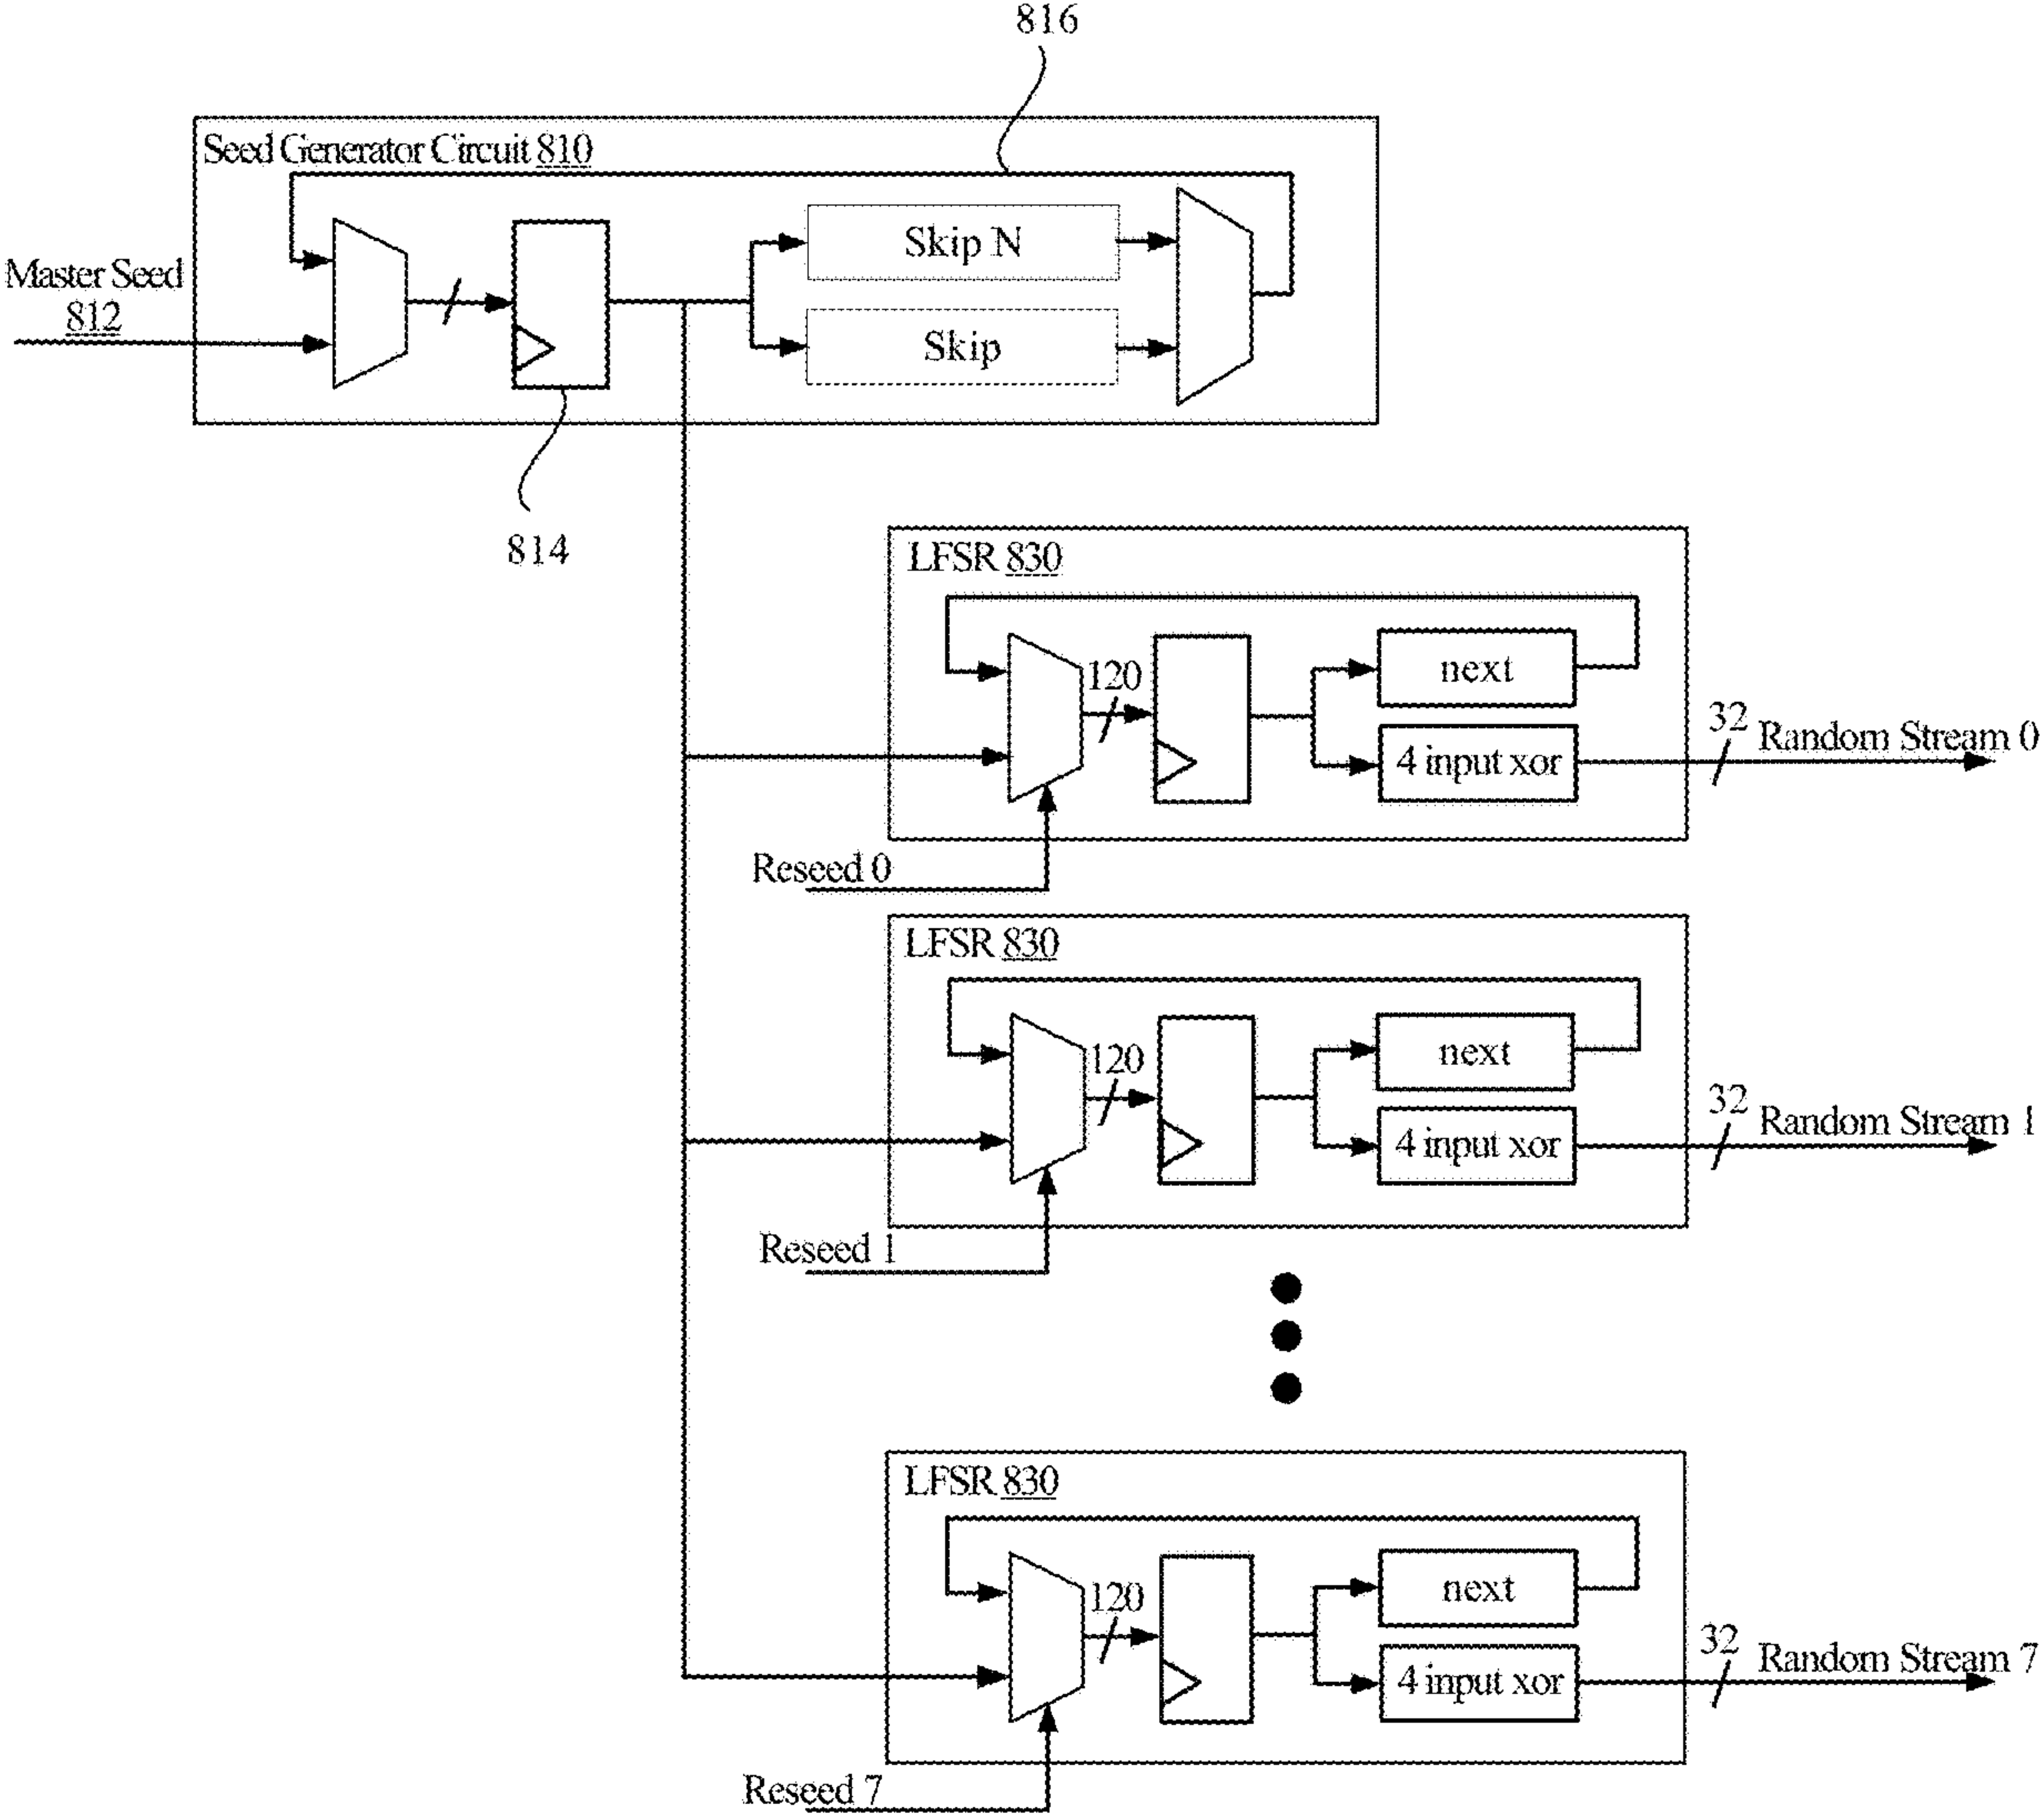 816
Seed Generator Circuit 810
Skip N
Master Seed
812
Skip
814
LFSR 830
120
next
32
Random Stream 0
4 input xor
Reseed 0
LFSR 830
120
next
32
Random Stream 1
4 input xor
Reseed 1
LFSR 830
120
next
32
Random Stream 7
4 input xor
Reseed 7